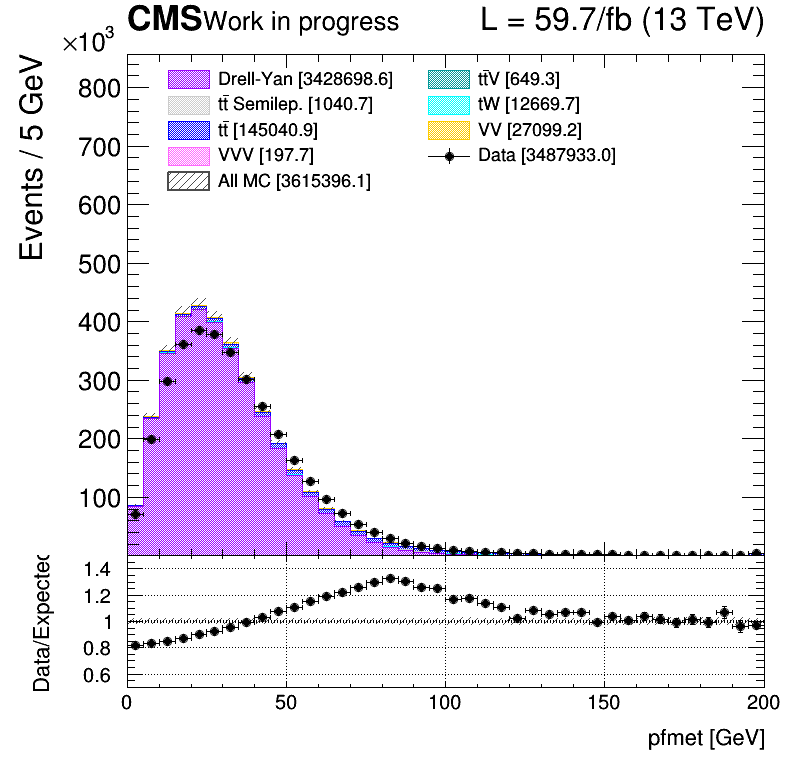 CMS Work in progress L = 59.7/fb (13 TeV)
×10³
Events / 5 GeV
800
700
600
500
400
300
200
100
Drell-Yan [3428698.6]
tt̄ Semilep. [1040.7]
tt̄ [145040.9]
VVV [197.7]
All MC [3615396.1]
tt̄V [649.3]
tW [12669.7]
VV [27099.2]
Data [3487933.0]
Data/Expected
1.4
1.2
1
0.8
0.6
0 50 100 150 200
pfmet [GeV]